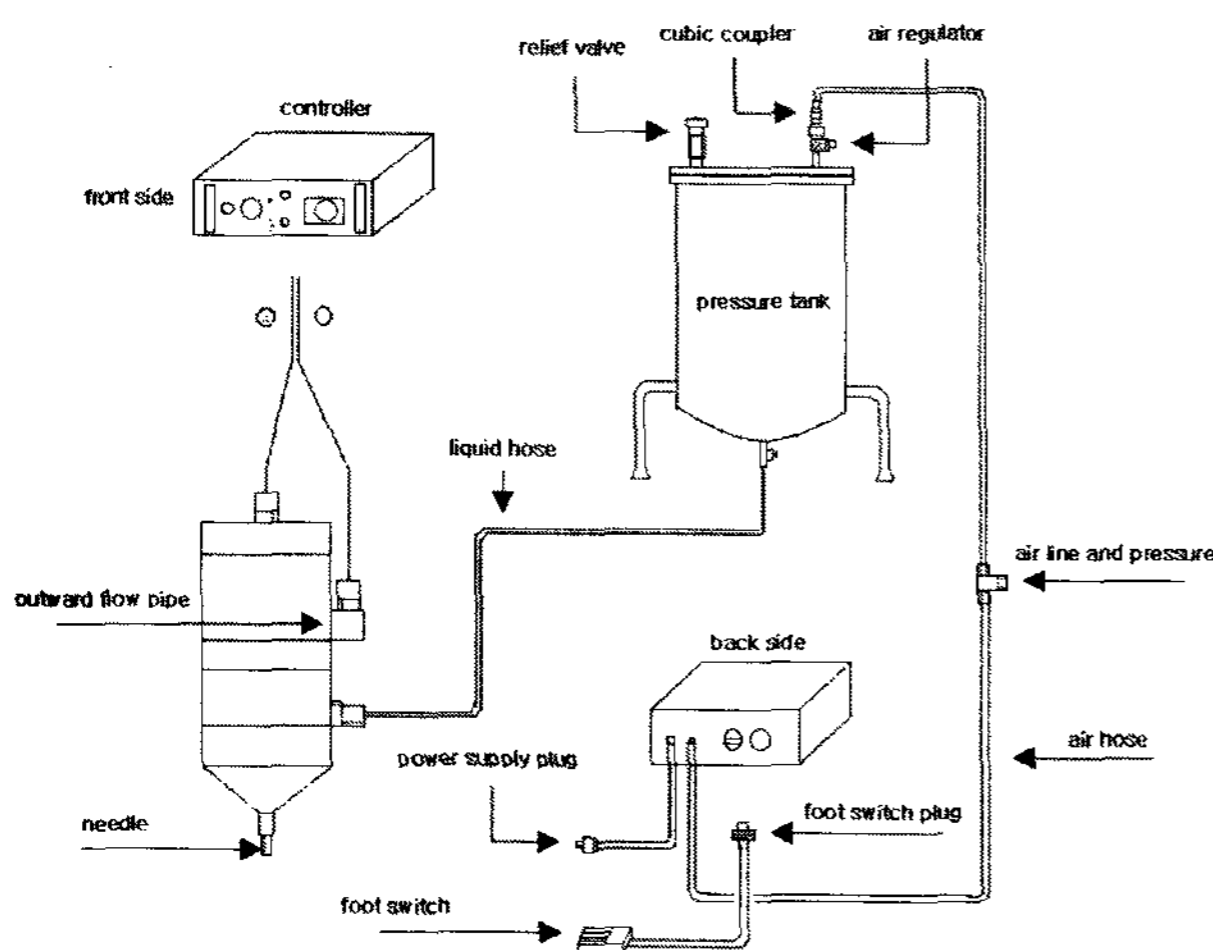 cubic coupler
air regulator
relief valve
controller
front side
pressure tank
liquid hose
air line and pressure
outward flow pipe
back side
air hose
power supply plug
foot switch plug
needle
foot switch